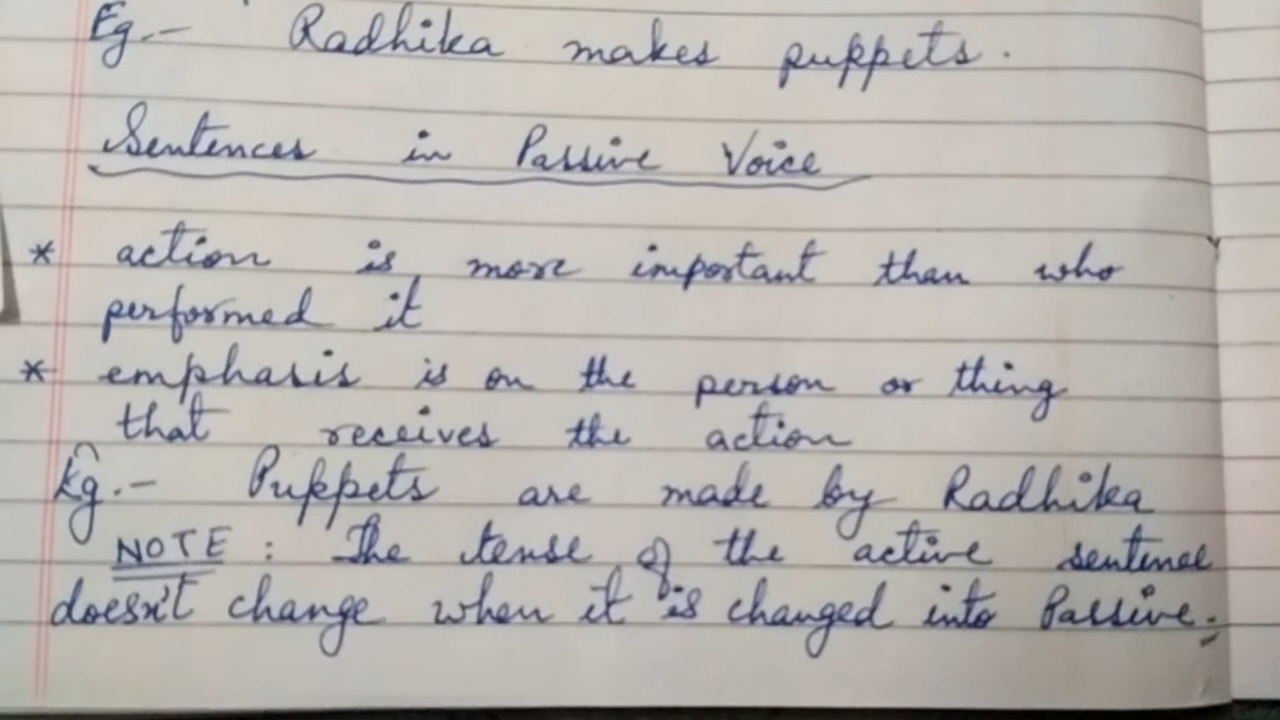 Eg.- Radhika makes puppets.
Sentences in Passive Voice
* action is more important than who
performed it
* emphasis is on the person or thing
that receives the action
Eg.- Puppets are made by Radhika
NOTE : The tense of the active sentence
doesn't change when it is changed into Passive.